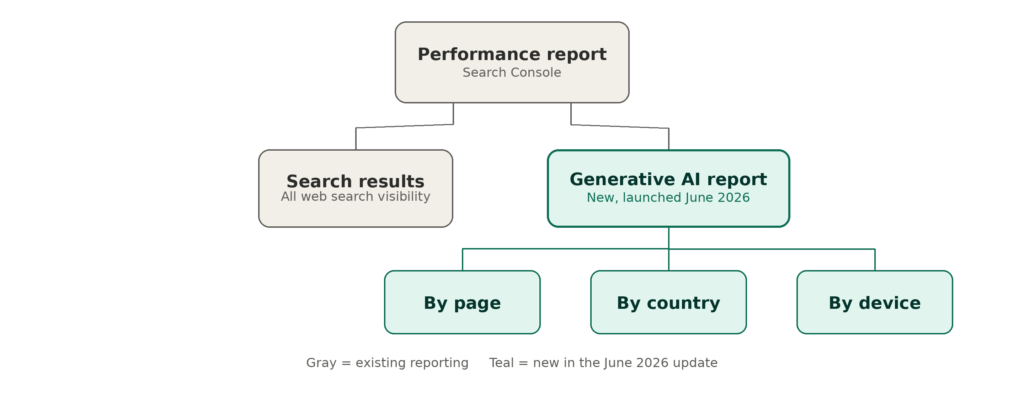 Performance report
Search Console
Search results
All web search visibility
Generative AI report
New, launched June 2026
By page
By country
By device
Gray = existing reporting
Teal = new in the June 2026 update